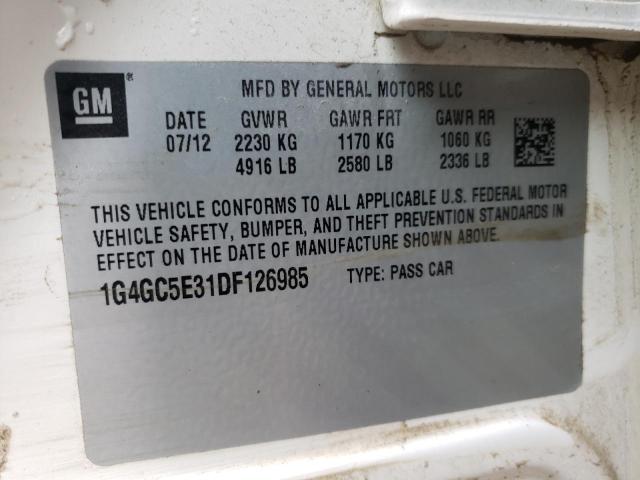 GM ® MFD BY GENERAL MOTORS LLC
DATE GVWR GAWR FRT GAWR RR
07/12 2230 KG 1170 KG 1060 KG
4916 LB 2580 LB 2336 LB
THIS VEHICLE CONFORMS TO ALL APPLICABLE U.S. FEDERAL MOTOR
VEHICLE SAFETY, BUMPER, AND THEFT PREVENTION STANDARDS IN
EFFECT ON THE DATE OF MANUFACTURE SHOWN ABOVE.
1G4GC5E31DF126985 TYPE: PASS CAR